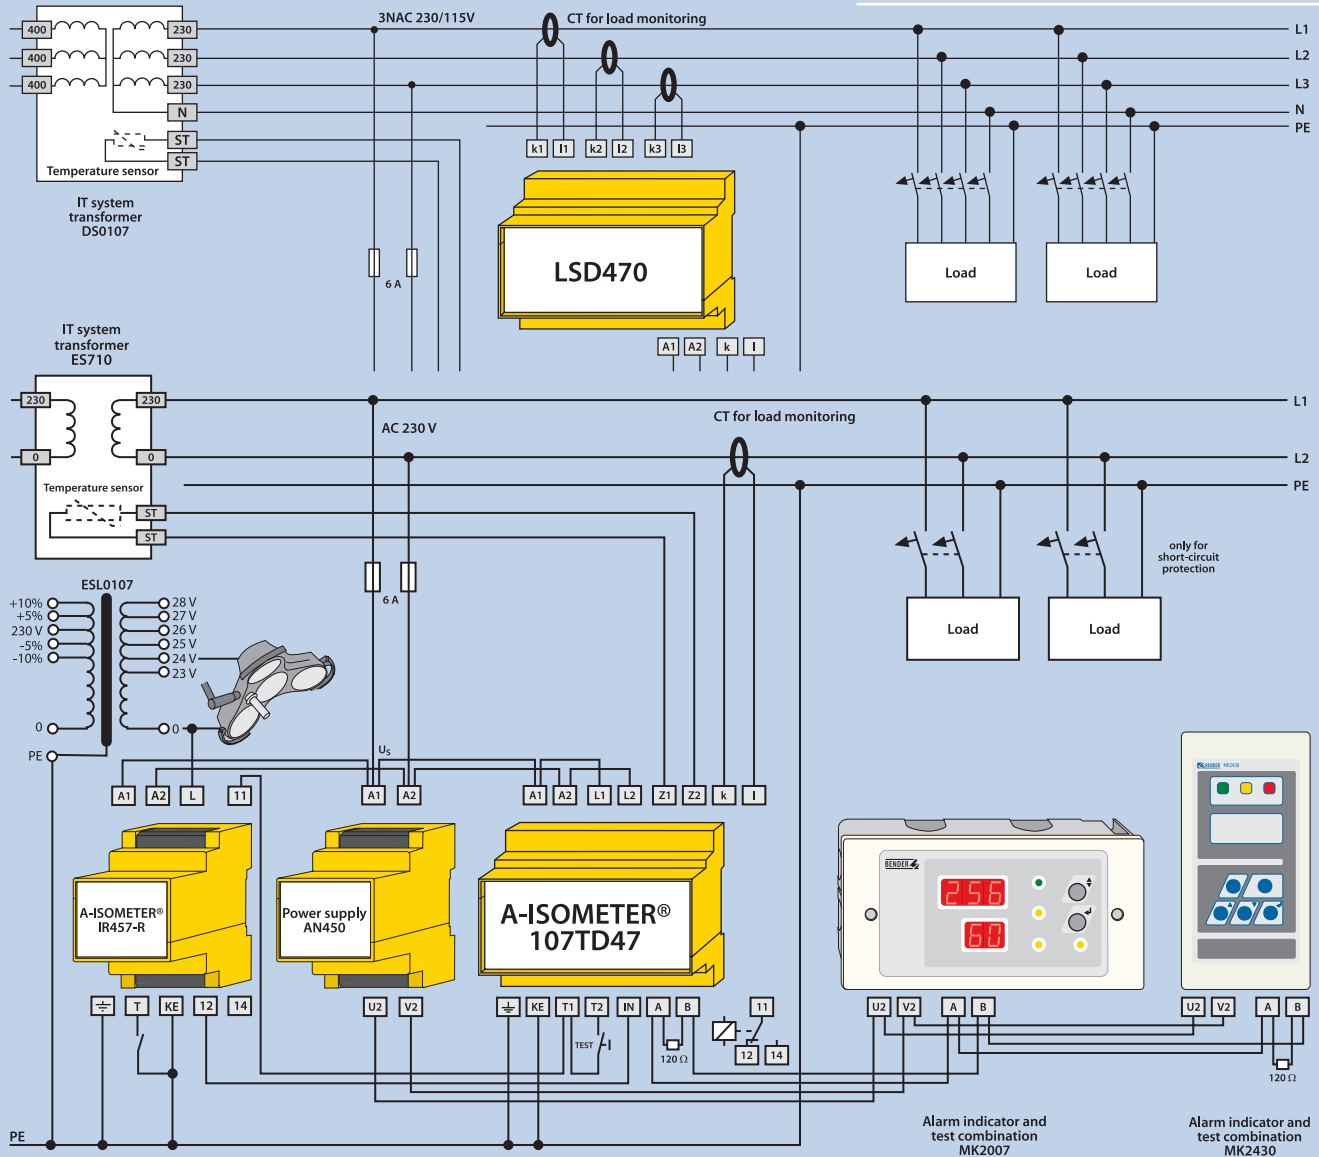 3NAC 230/115V
CT for load monitoring
400 230
400 230
400 230
N
ST
ST
Temperature sensor
IT system
transformer
DS0107
L1
L2
L3
N
PE
k1 l1 k2 l2 k3 l3
LSD470
6 A
Load Load
A1 A2 k l
IT system
transformer
ES710
230 230
0 0
Temperature sensor
ST
ST
AC 230 V
CT for load monitoring
L1
L2
PE
6 A
only for
short-circuit
protection
Load Load
ESL0107
+10% 28 V
+5% 27 V
230 V 26 V
-5% 25 V
-10% 24 V
23 V
0 0
PE
US
A1 A2 L 11 A1 A2 A1 A2 L1 L2 Z1 Z2 k l
A-ISOMETER®
IR457-R
Power supply
AN450
A-ISOMETER®
107TD47
BENDER
256
60
BENDER MK2430
T KE 12 14 U2 V2 KE T1 T2 IN A B 11
TEST
120 Ω
12 14
U2 V2 A B
U2 V2 A B
120 Ω
PE
Alarm indicator and
test combination
MK2007
Alarm indicator and
test combination
MK2430